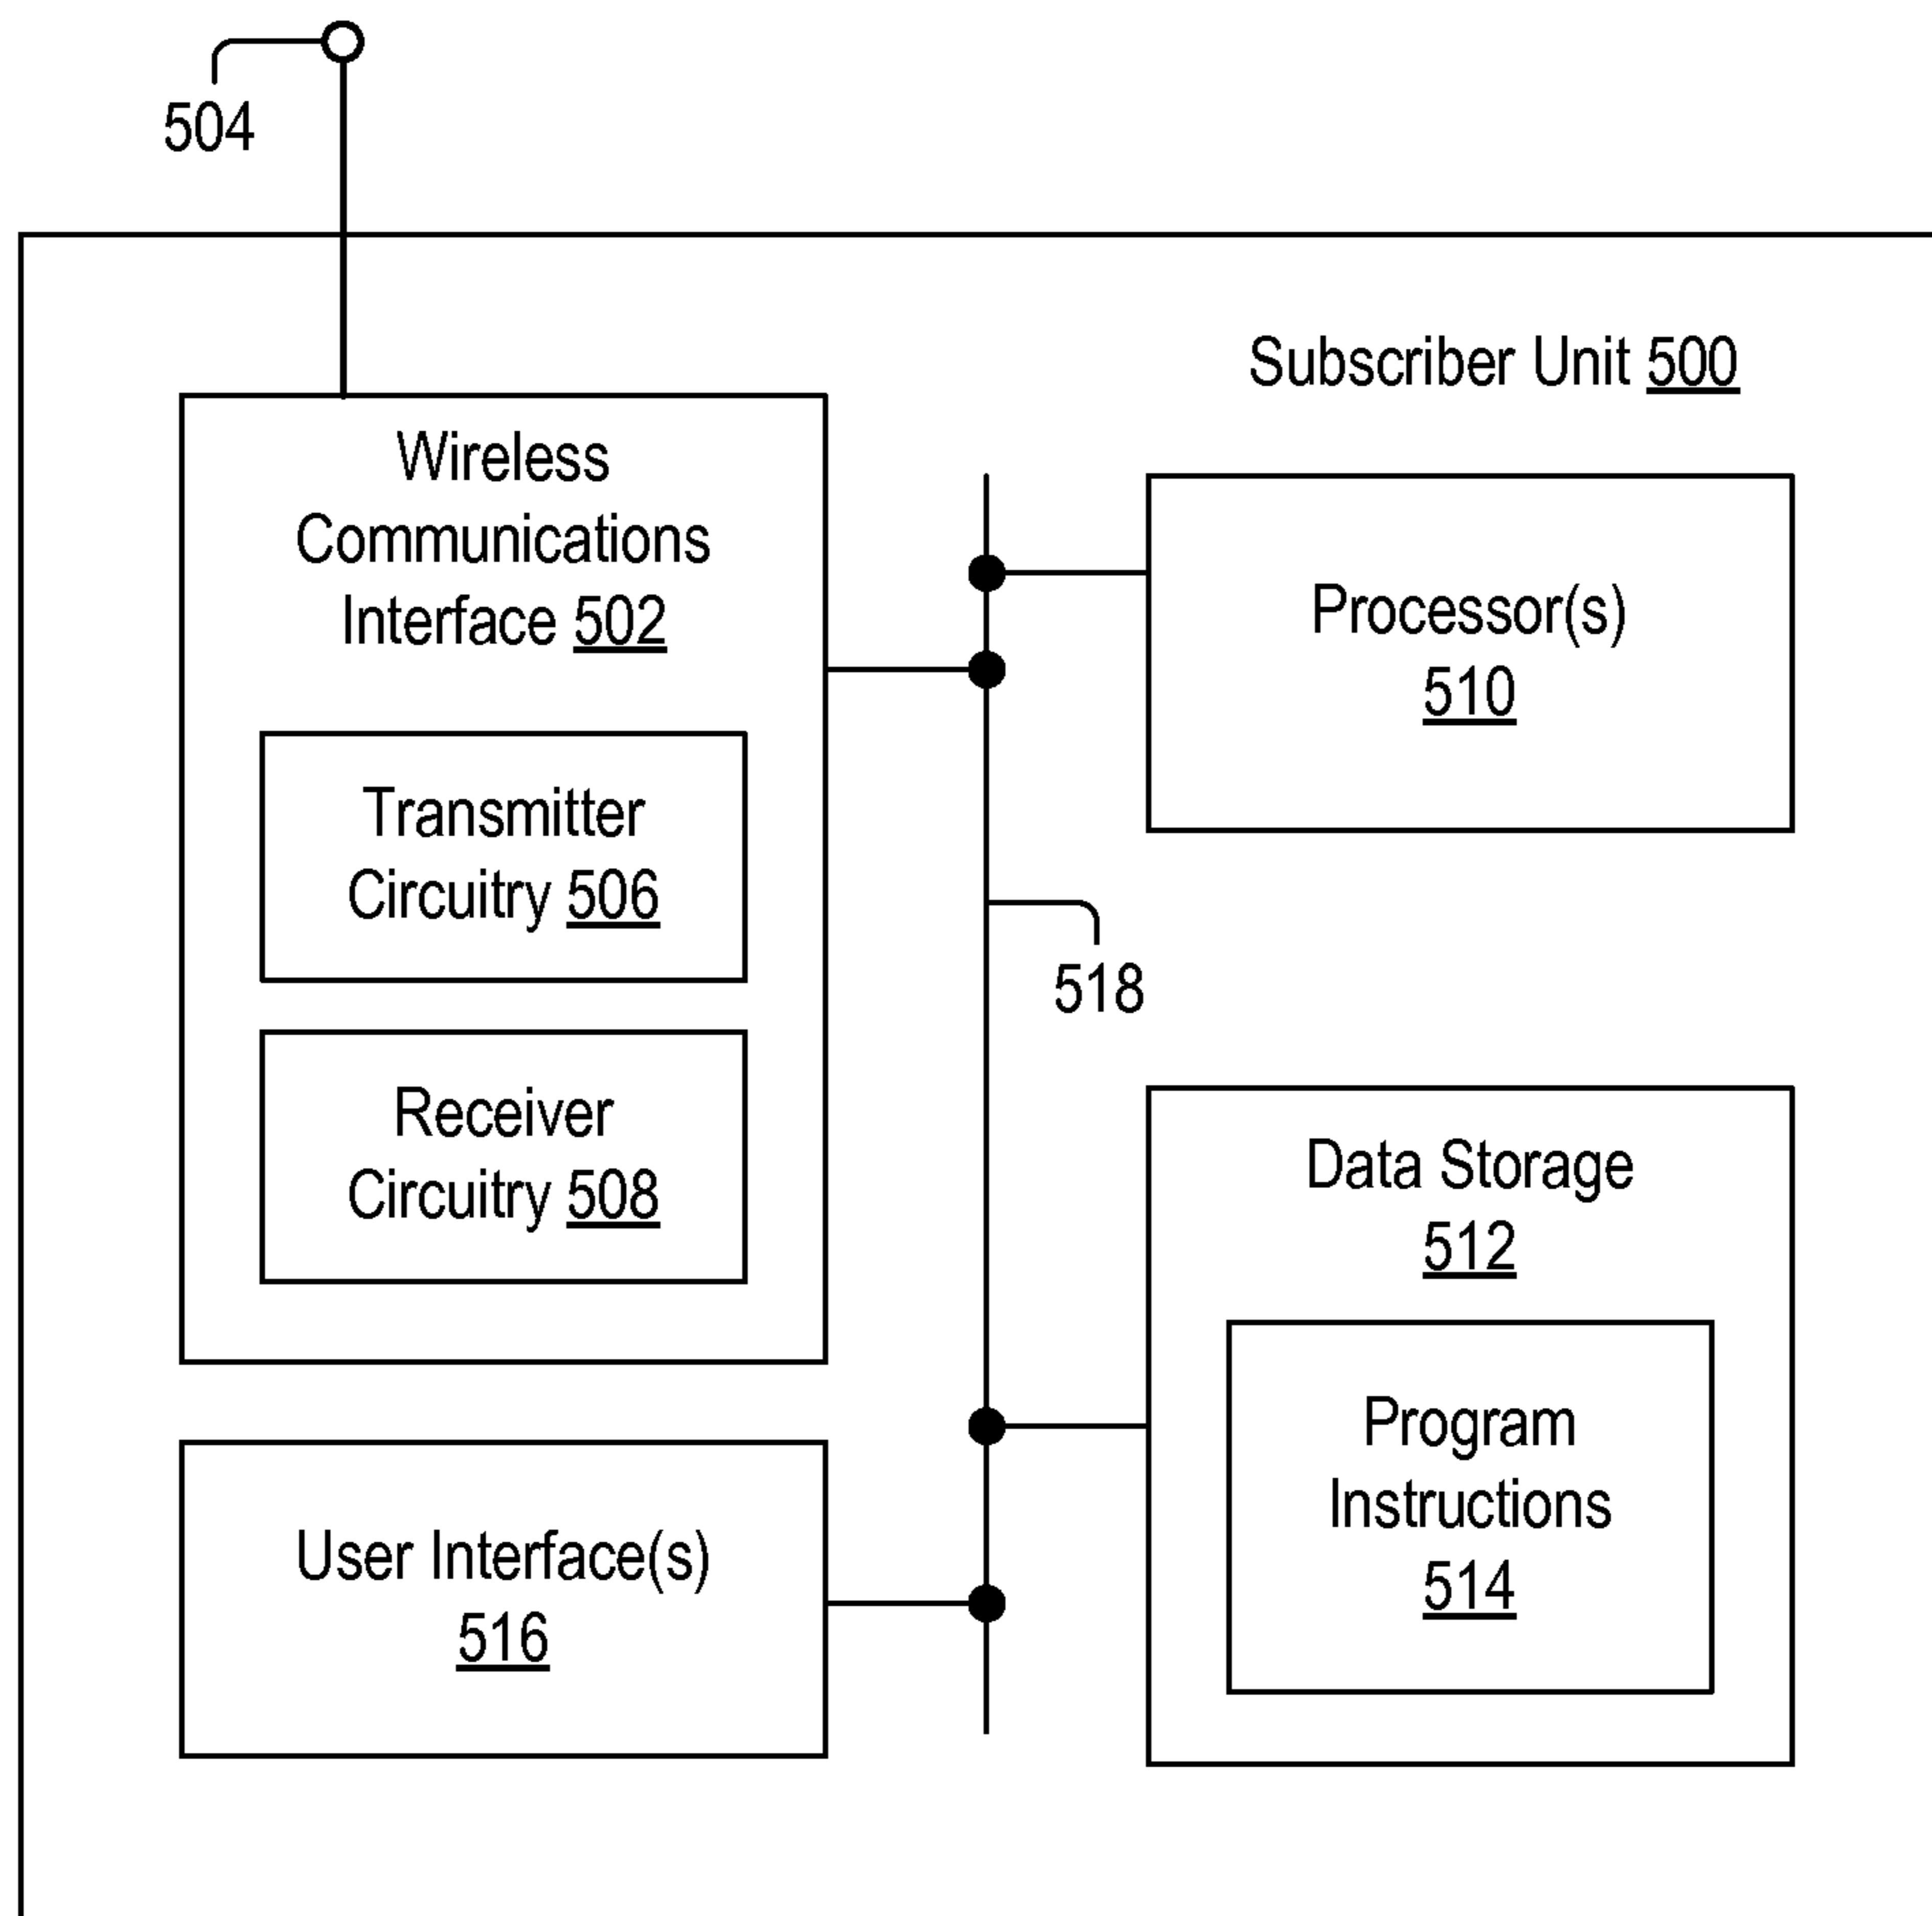 504
Subscriber Unit 500
Wireless
Communications
Interface 502
Transmitter
Circuitry 506
Receiver
Circuitry 508
Processor(s)
510
518
Data Storage
512
Program
Instructions
514
User Interface(s)
516